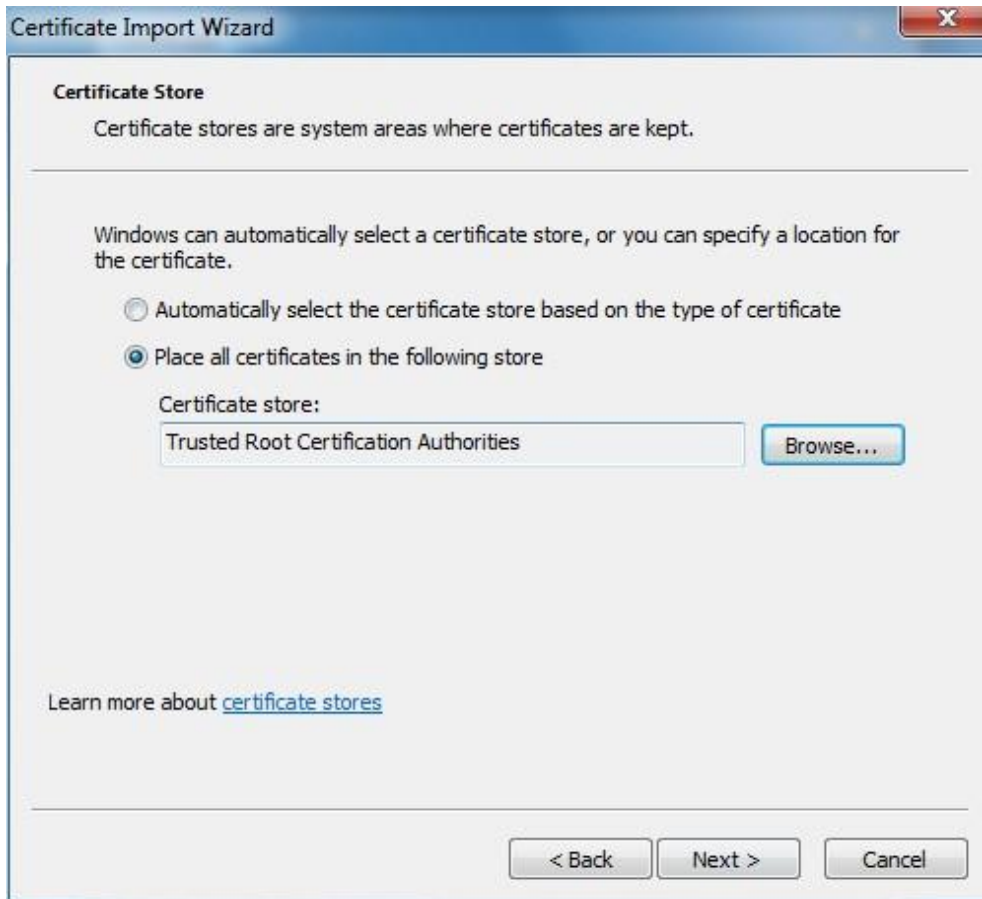 Certificate Import Wizard
Certificate Store
Certificate stores are system areas where certificates are kept.
Windows can automatically select a certificate store, or you can specify a location for
the certificate.
Automatically select the certificate store based on the type of certificate
Place all certificates in the following store
Certificate store:
Trusted Root Certification Authorities
Browse...
Learn more about certificate stores
< Back
Next >
Cancel